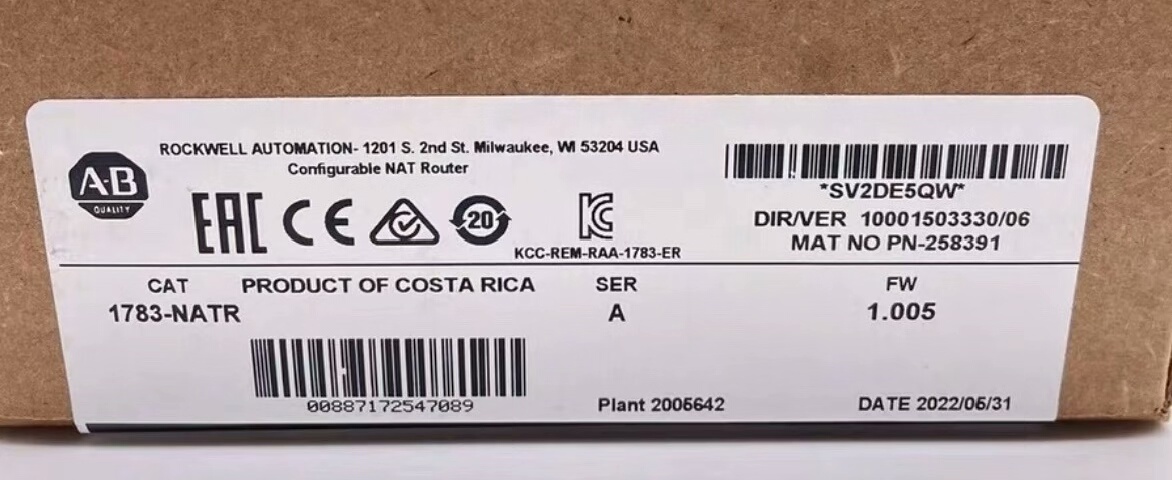 ROCKWELL AUTOMATION- 1201 S. 2nd St. Milwaukee, WI 53204 USA
Configurable NAT Router
A-B
QUALITY
EAC CE 20 KC
KCC-REM-RAA-1783-ER
*SV2DE5QW*
DIR/VER 10001503330/06
MAT NO PN-258391
CAT PRODUCT OF COSTA RICA SER FW
1783-NATR A 1.005
00887172547089
Plant 2005642
DATE 2022/05/31